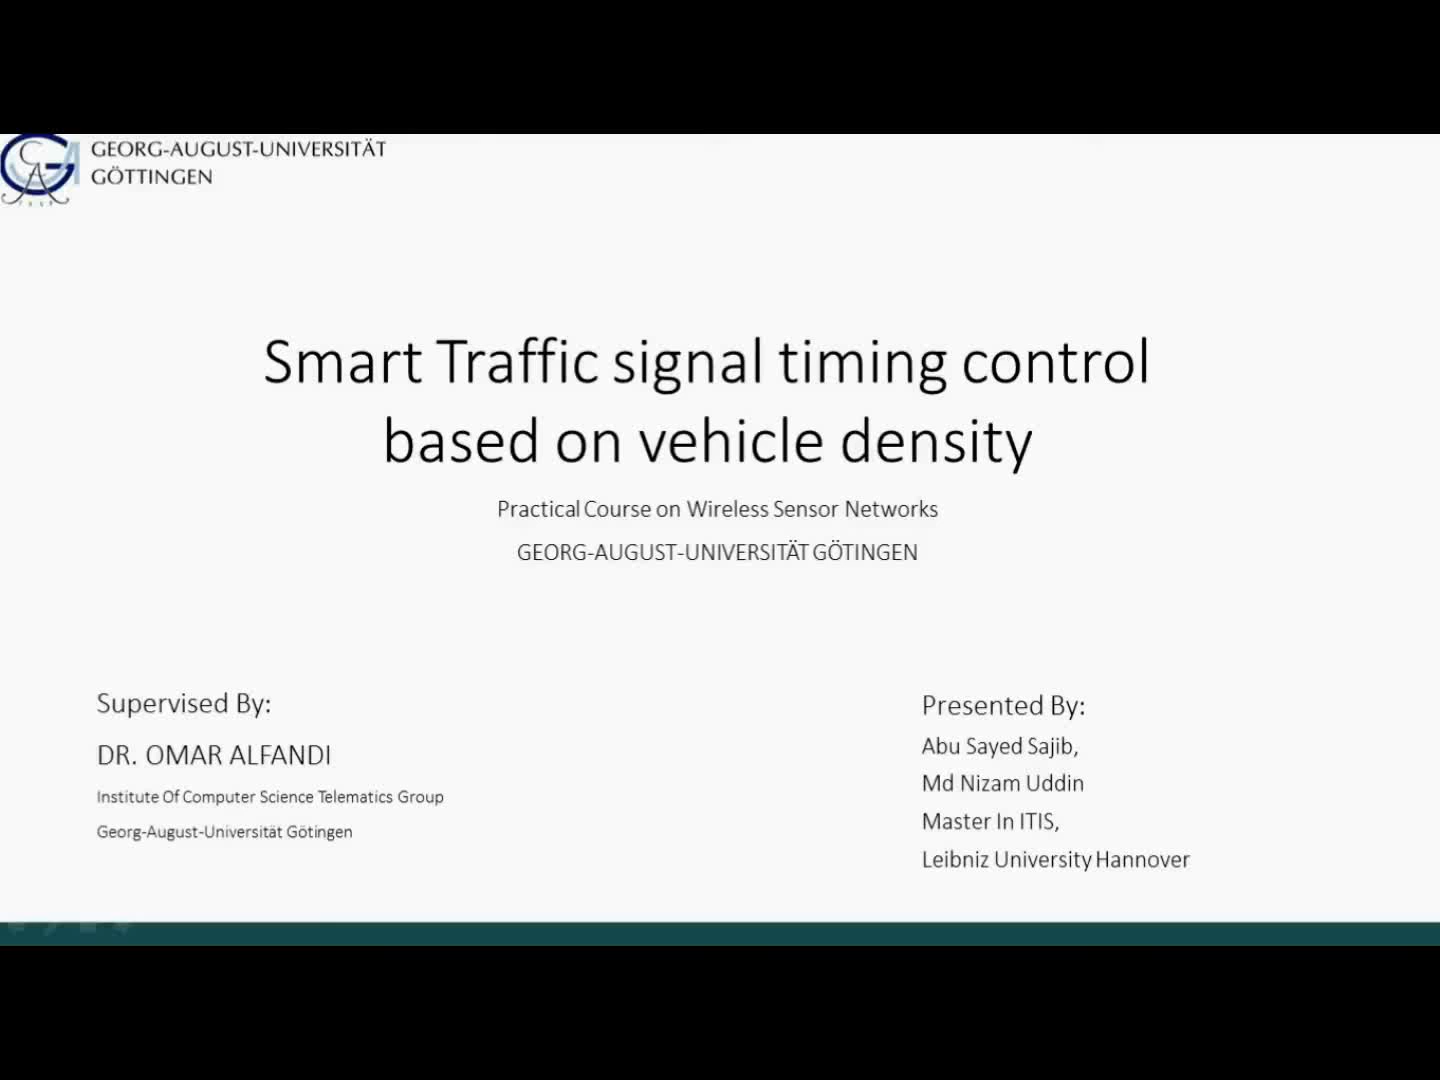 GEORG-AUGUST-UNIVERSITÄT
GÖTTINGEN
Smart Traffic signal timing control
based on vehicle density
Practical Course on Wireless Sensor Networks
GEORG-AUGUST-UNIVERSITÄT GÖTINGEN
Supervised By:
DR. OMAR ALFANDI
Institute Of Computer Science Telematics Group
Georg-August-Universität Götingen
Presented By:
Abu Sayed Sajib,
Md Nizam Uddin
Master In ITIS,
Leibniz University Hannover